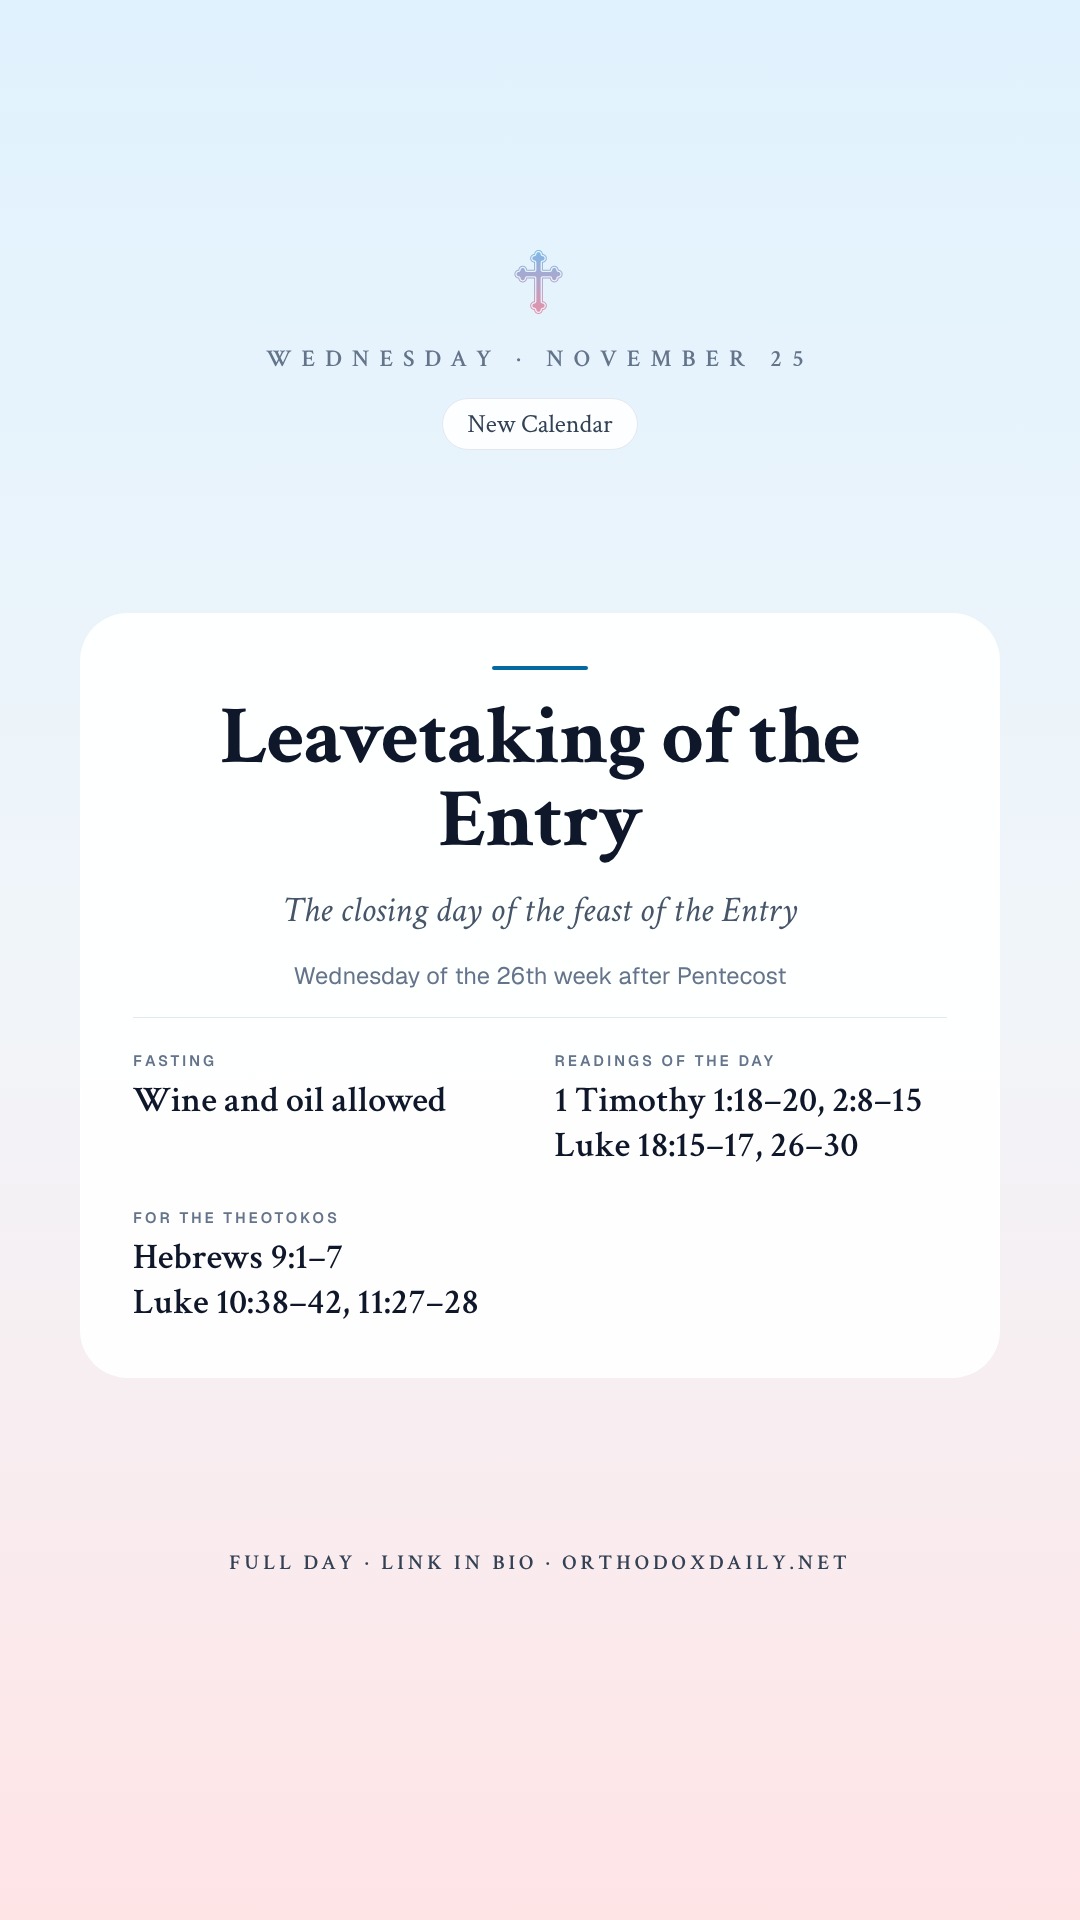 WEDNESDAY · NOVEMBER 25
New Calendar
Leavetaking of the
Entry
The closing day of the feast of the Entry
Wednesday of the 26th week after Pentecost
FASTING
Wine and oil allowed
READINGS OF THE DAY
1 Timothy 1:18–20, 2:8–15
Luke 18:15–17, 26–30
FOR THE THEOTOKOS
Hebrews 9:1–7
Luke 10:38–42, 11:27–28
FULL DAY · LINK IN BIO · ORTHODOXDAILY.NET